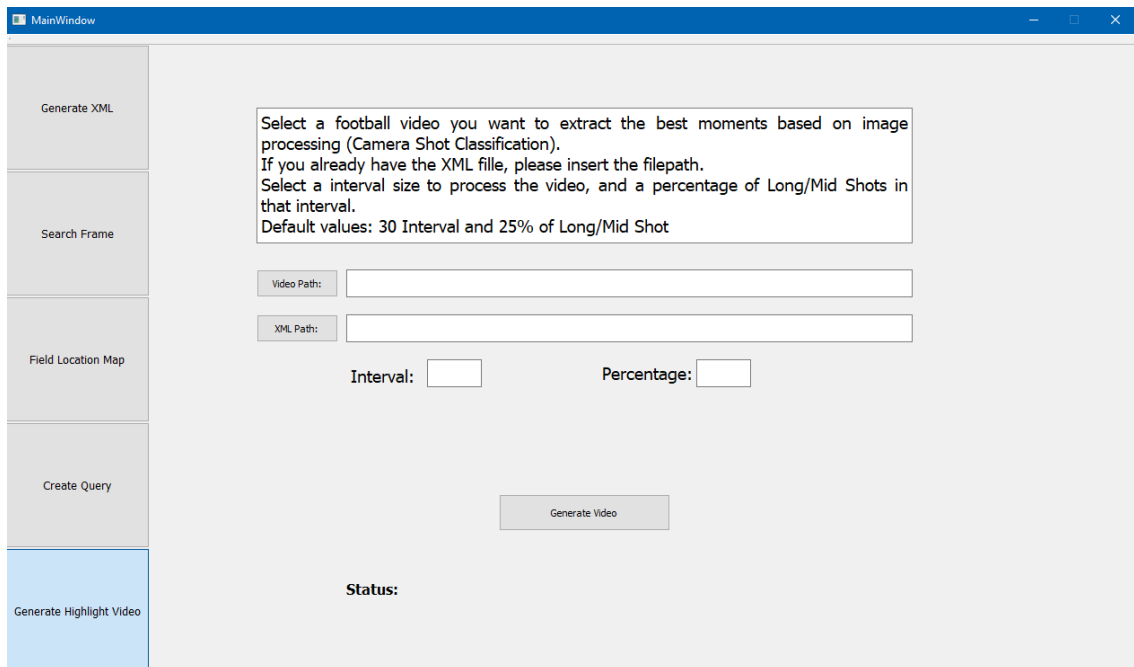 MainWindow
Generate XML
Search Frame
Field Location Map
Create Query
Generate Highlight Video
Select a football video you want to extract the best moments based on image
processing (Camera Shot Classification).
If you already have the XML fille, please insert the filepath.
Select a interval size to process the video, and a percentage of Long/Mid Shots in
that interval.
Default values: 30 Interval and 25% of Long/Mid Shot
Video Path:
XML Path:
Interval: Percentage:
Generate Video
Status: